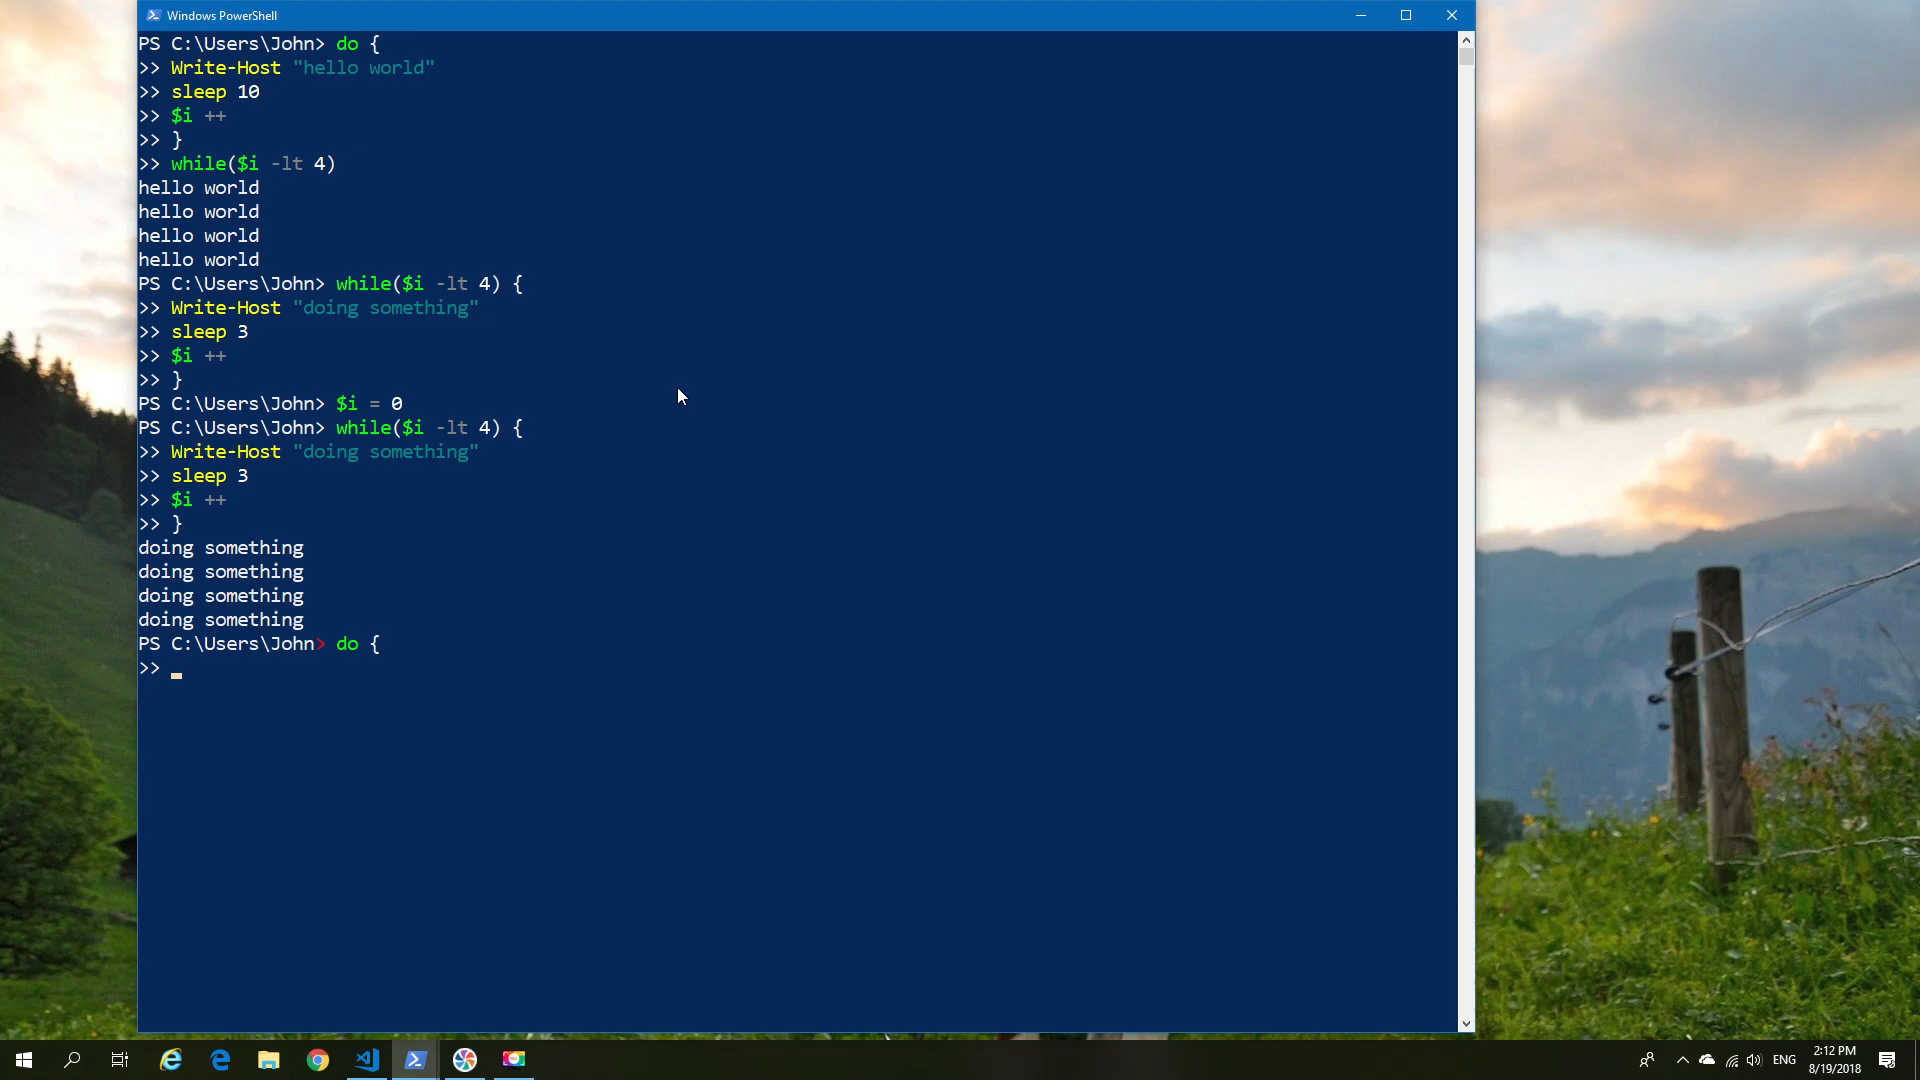 Windows PowerShell
PS C:\Users\John> do {
>> Write-Host "hello world"
>> sleep 10
>> $i ++
>> }
>> while($i -lt 4)
hello world
hello world
hello world
hello world
PS C:\Users\John> while($i -lt 4) {
>> Write-Host "doing something"
>> sleep 3
>> $i ++
>> }
PS C:\Users\John> $i = 0
PS C:\Users\John> while($i -lt 4) {
>> Write-Host "doing something"
>> sleep 3
>> $i ++
>> }
doing something
doing something
doing something
doing something
PS C:\Users\John> do {
>>
ENG
2:12 PM
8/19/2018